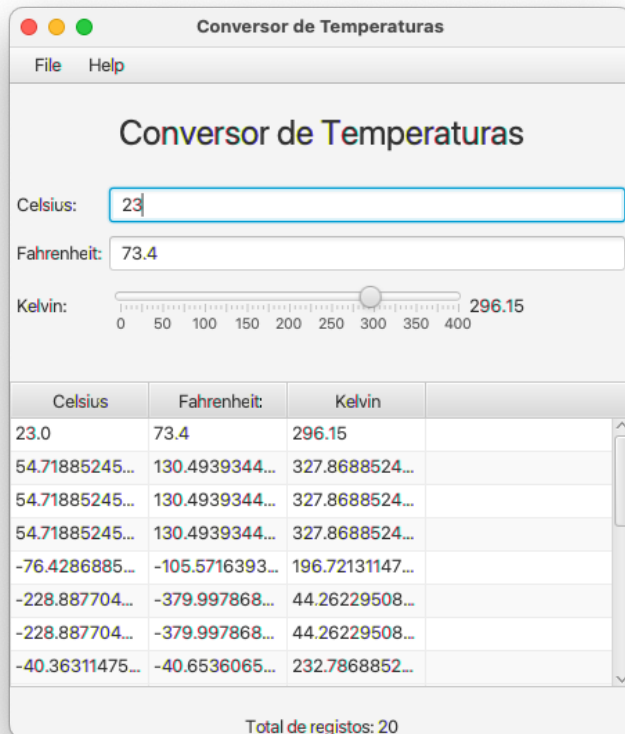 Conversor de Temperaturas
File Help
Conversor de Temperaturas
Celsius: 23
Fahrenheit: 73.4
Kelvin: 296.15
0 50 100 150 200 250 300 350 400
Celsius Fahrenheit: Kelvin
23.0 73.4 296.15
54.71885245... 130.4939344... 327.8688524...
54.71885245... 130.4939344... 327.8688524...
54.71885245... 130.4939344... 327.8688524...
-76.4286885... -105.5716393... 196.72131147...
-228.887704... -379.997868... 44.26229508...
-228.887704... -379.997868... 44.26229508...
-40.36311475... -40.6536065... 232.7868852...
Total de registos: 20